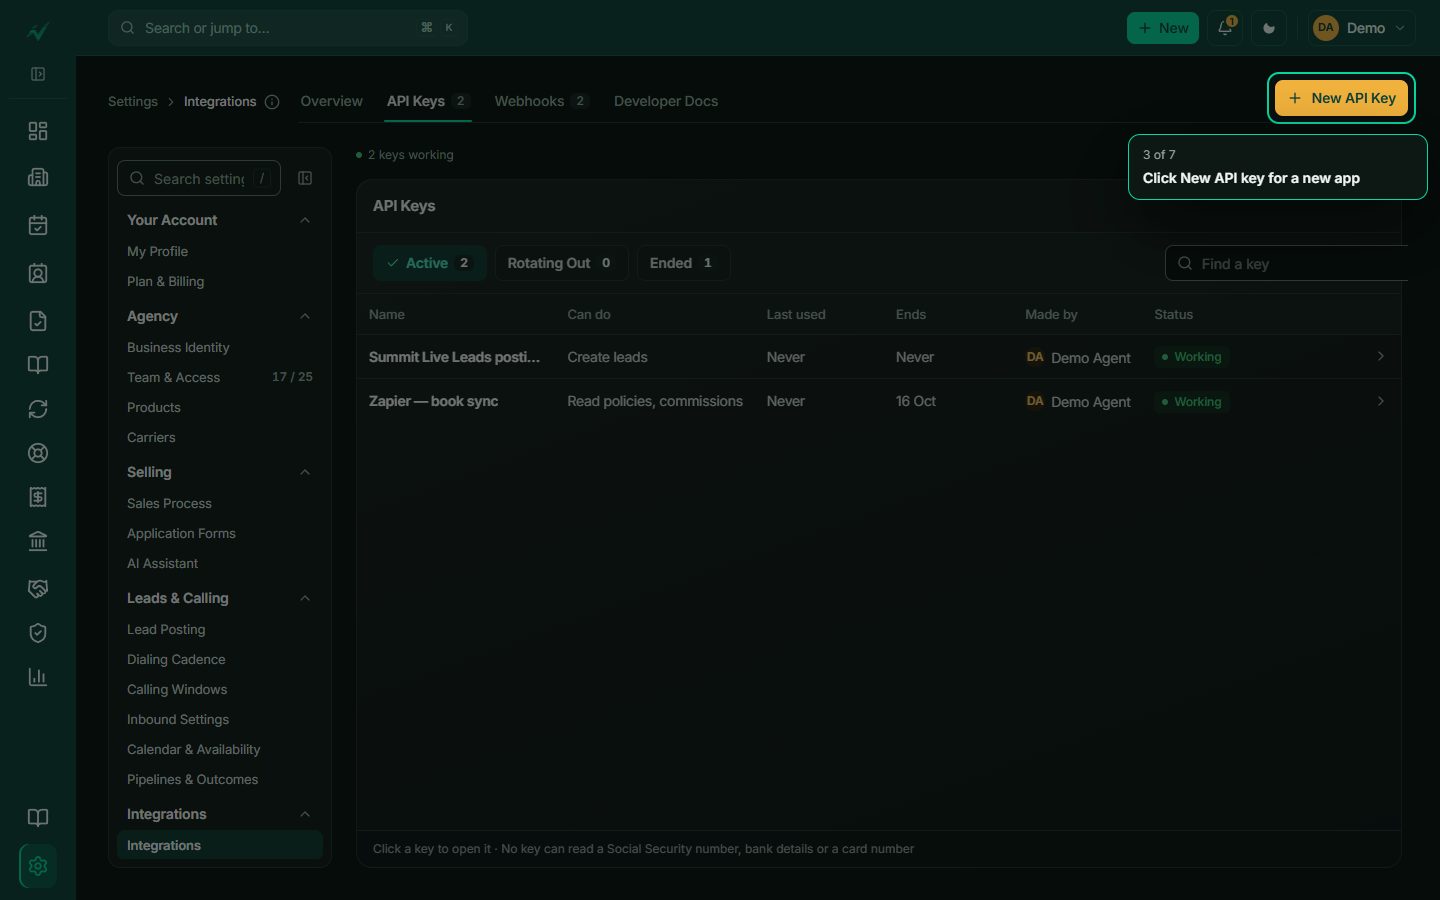 Search or jump to...
⌘ K
New
1
DA Demo
Settings > Integrations
Overview
API Keys 2
Webhooks 2
Developer Docs
New API Key
3 of 7
Click New API key for a new app
Search setting /
2 keys working
Your Account
My Profile
Plan & Billing
Agency
Business Identity
Team & Access 17 / 25
Products
Carriers
Selling
Sales Process
Application Forms
AI Assistant
Leads & Calling
Lead Posting
Dialing Cadence
Calling Windows
Inbound Settings
Calendar & Availability
Pipelines & Outcomes
Integrations
Integrations
API Keys
Active 2
Rotating Out 0
Ended 1
Find a key
Name Can do Last used Ends Made by Status
Summit Live Leads posti... Create leads Never Never DA Demo Agent Working
Zapier — book sync Read policies, commissions Never 16 Oct DA Demo Agent Working
Click a key to open it · No key can read a Social Security number, bank details or a card number